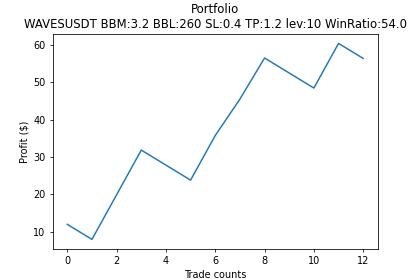 Portfolio
WAVESUSDT BBM:3.2 BBL:260 SL:0.4 TP:1.2 lev:10 WinRatio:54.0
60
50
40
30
20
10
Profit ($)
0 2 4 6 8 10 12
Trade counts